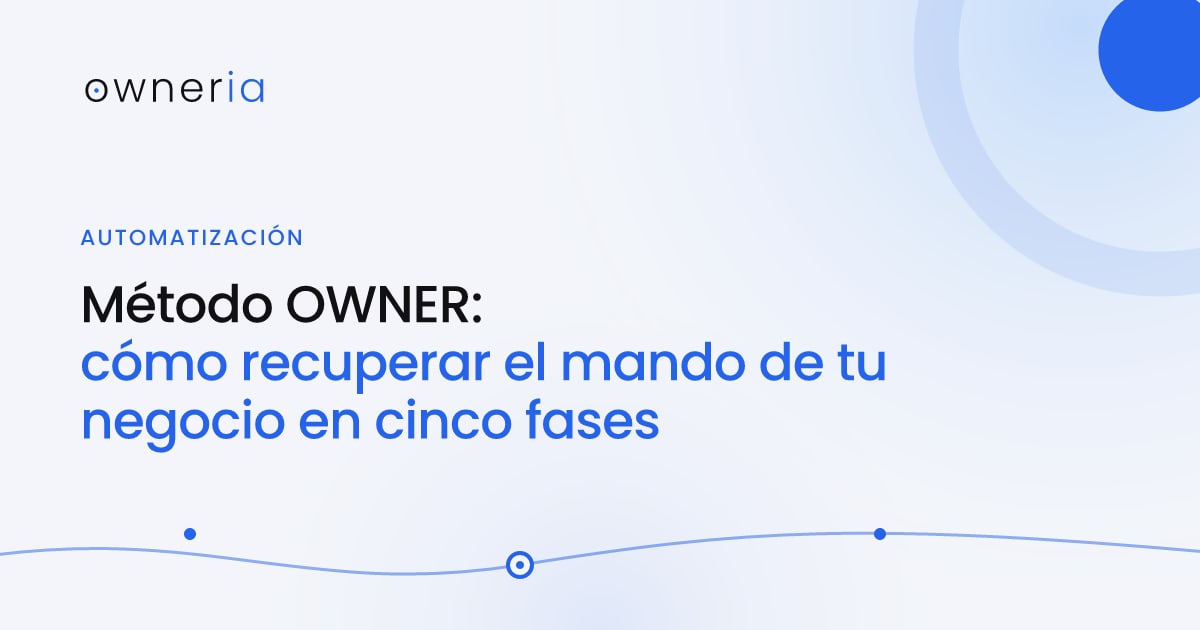 owneria
AUTOMATIZACIÓN
Método OWNER:
cómo recuperar el mando de tu
negocio en cinco fases